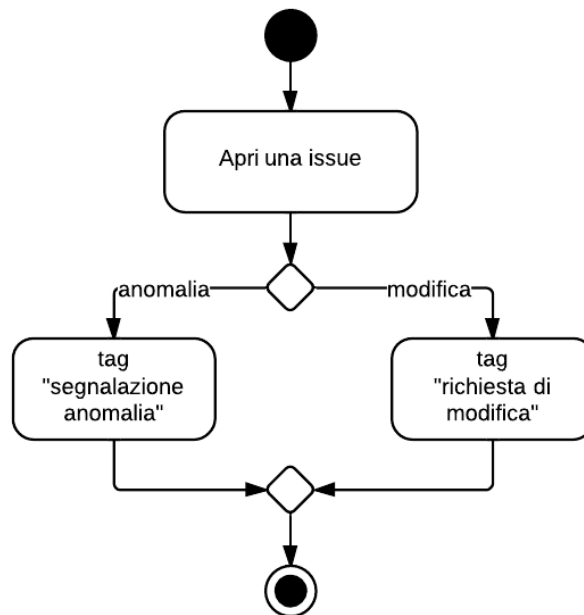 Apri una issue
anomalia
modifica
tag
"segnalazione
anomalia"
tag
"richiesta di
modifica"